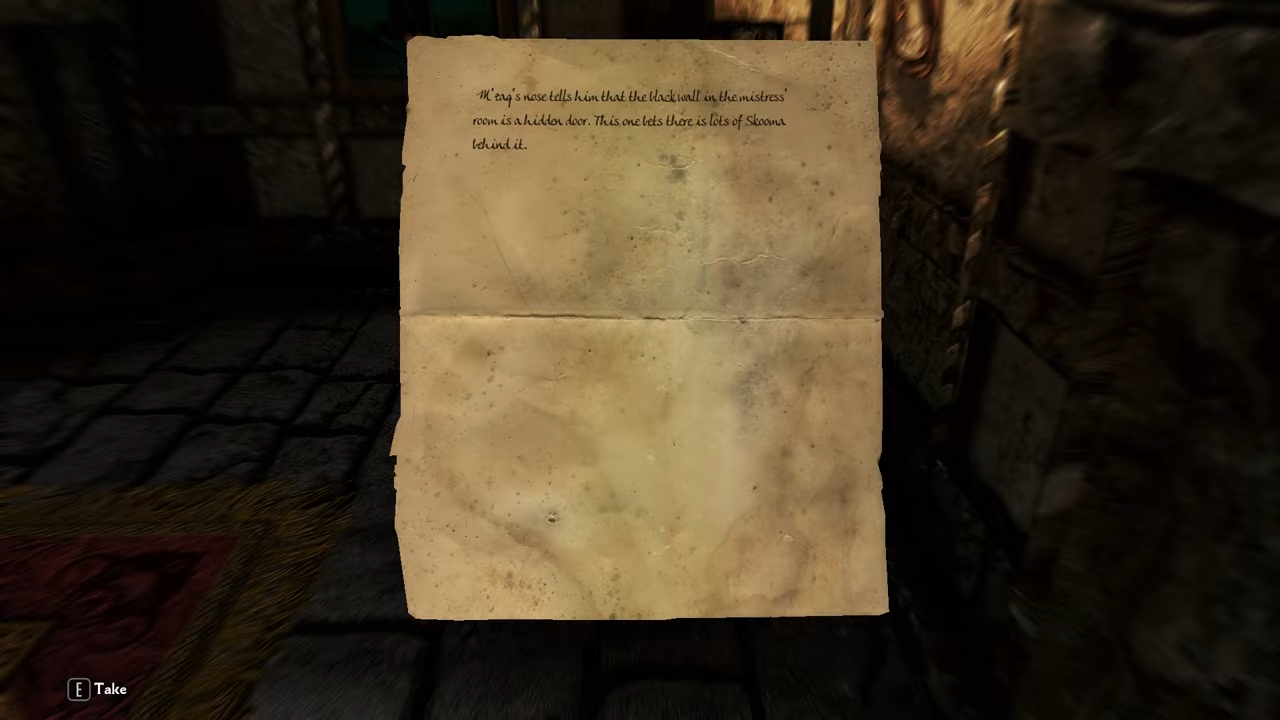 M'zaq's nose tells him that the black wall in the mistress'
room is a hidden door. This one bets there is lots of Skooma
behind it.
E Take